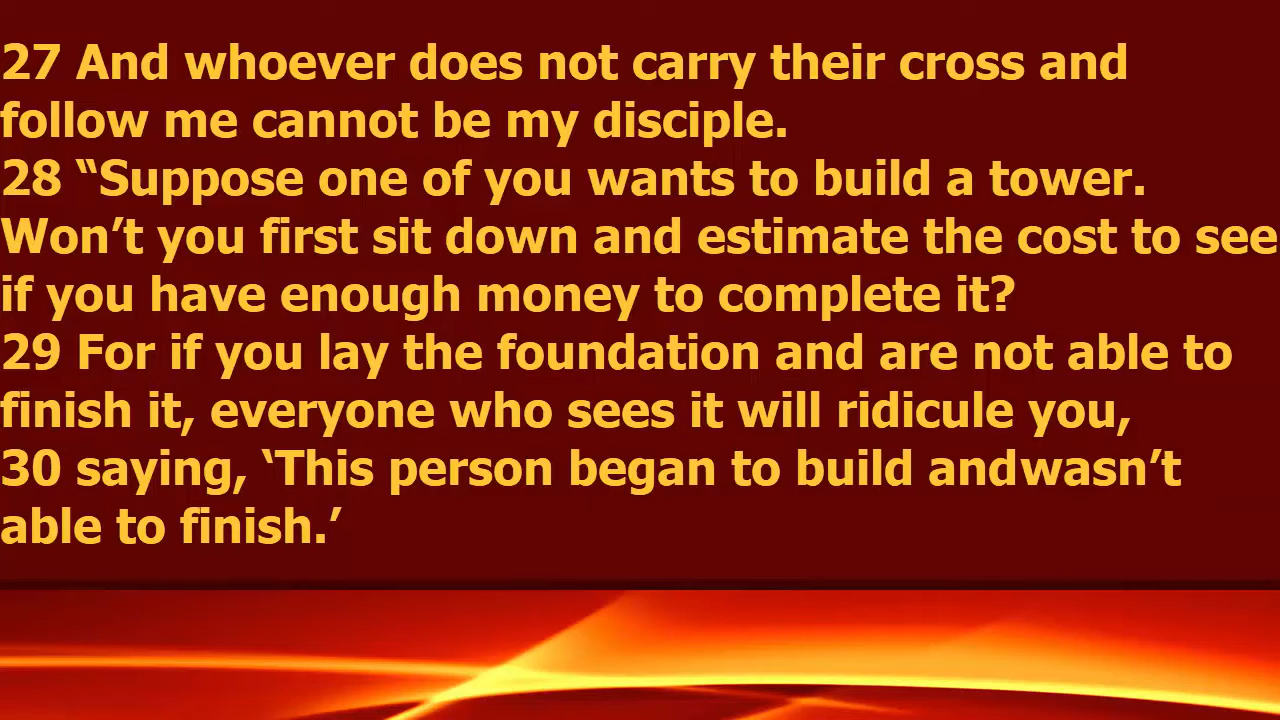 27 And whoever does not carry their cross and
follow me cannot be my disciple.
28 “Suppose one of you wants to build a tower.
Won’t you first sit down and estimate the cost to see
if you have enough money to complete it?
29 For if you lay the foundation and are not able to
finish it, everyone who sees it will ridicule you,
30 saying, ‘This person began to build andwasn’t
able to finish.’